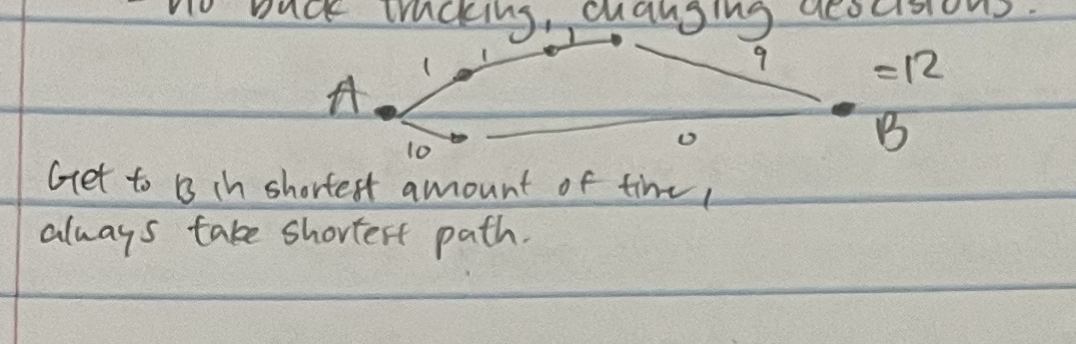 - no back tracking, changing descisions.
1 1 1 9
A = 12
B
10 0
Get to B in shortest amount of time,
always take shortest path.